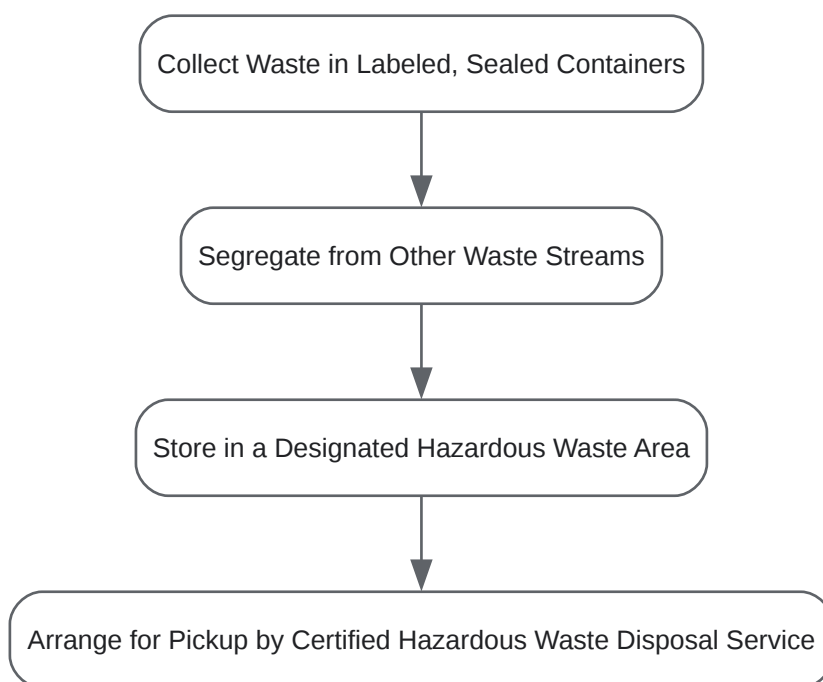 Collect Waste in Labeled, Sealed Containers
Segregate from Other Waste Streams
Store in a Designated Hazardous Waste Area
Arrange for Pickup by Certified Hazardous Waste Disposal Service